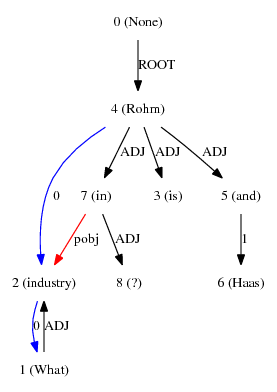 0 (None)
ROOT
4 (Rohm)
ADJ ADJ ADJ
0 7 (in) 3 (is) 5 (and)
pobj ADJ 1
2 (industry) 8 (?) 6 (Haas)
0 ADJ
1 (What)